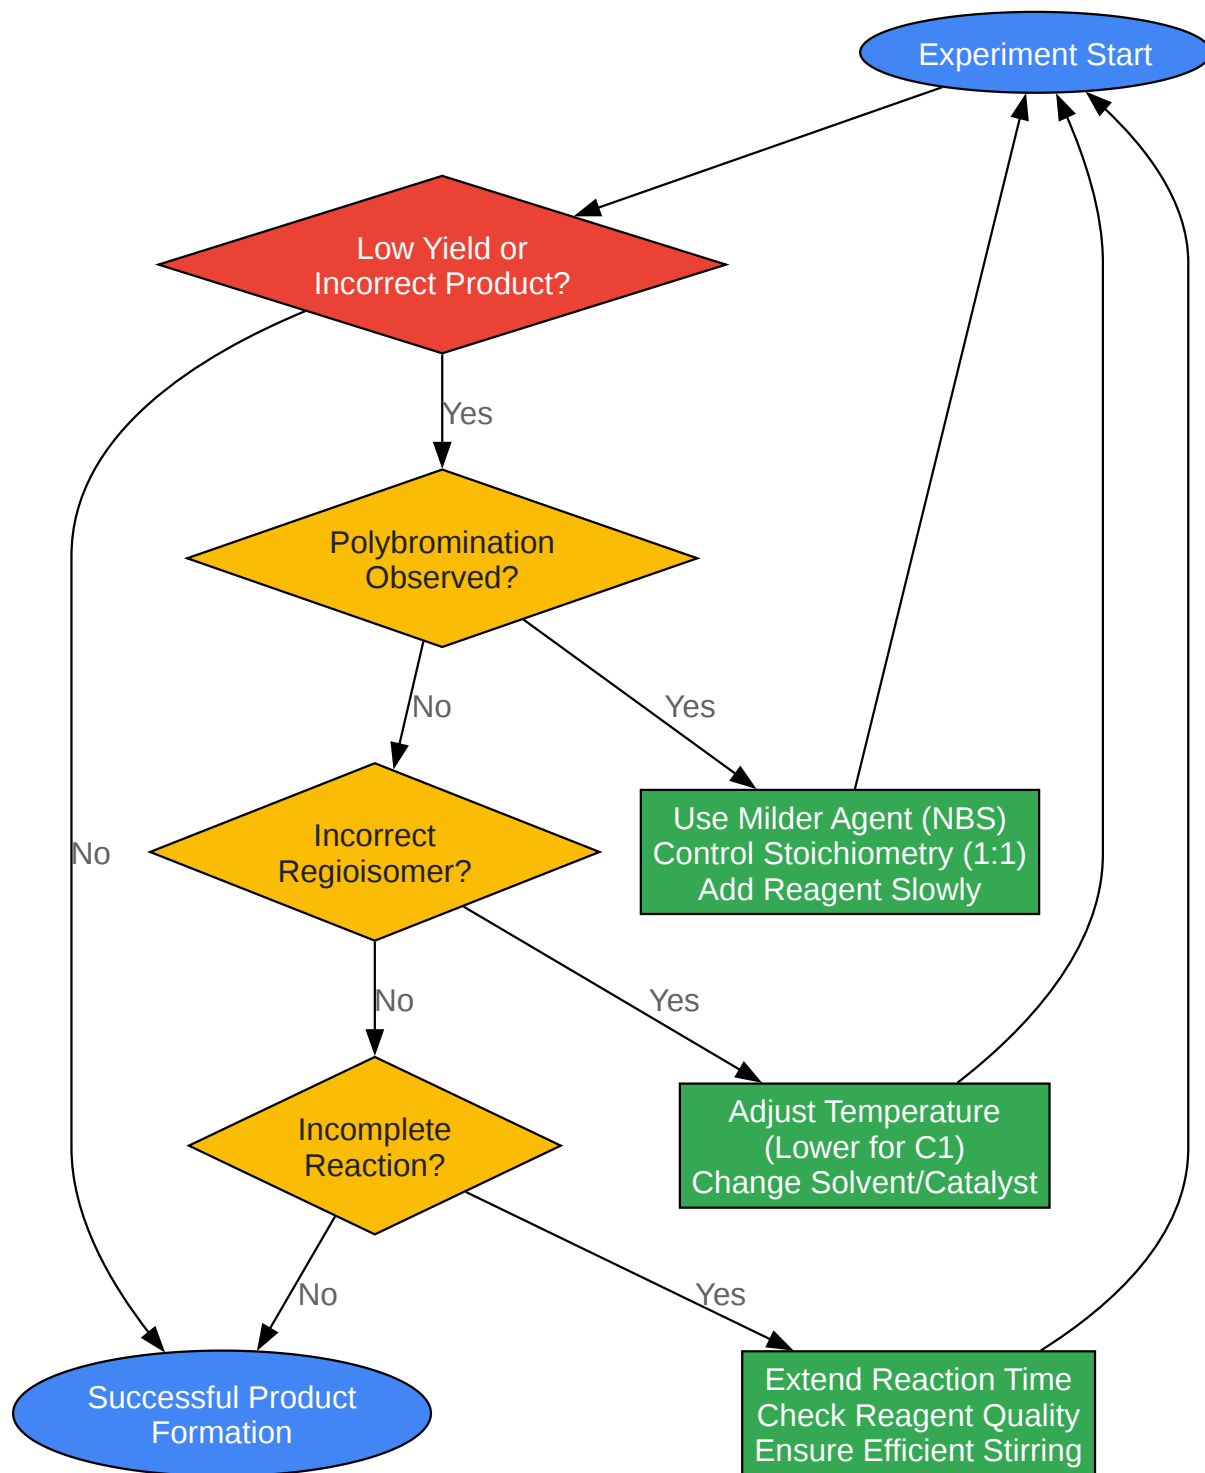 Experiment Start
Low Yield or
Incorrect Product?
Yes
Polybromination
Observed?
No
Yes
Use Milder Agent (NBS)
Control Stoichiometry (1:1)
Add Reagent Slowly
Incorrect
Regioisomer?
No
No
Yes
Adjust Temperature
(Lower for C1)
Change Solvent/Catalyst
Incomplete
Reaction?
No
Yes
Successful Product
Formation
Extend Reaction Time
Check Reagent Quality
Ensure Efficient Stirring